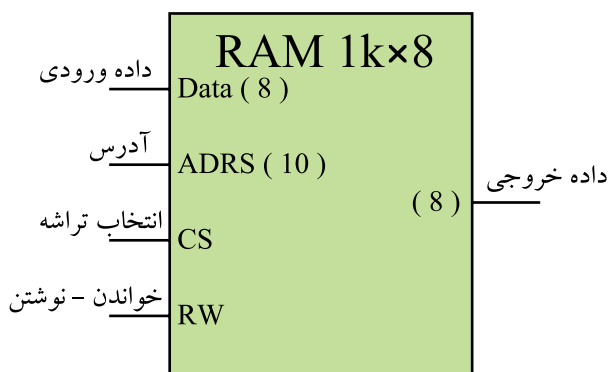 RAM 1k×8
داده ورودی
Data ( 8 )
آدرس
ADRS ( 10 )
داده خروجی
( 8 )
انتخاب تراشه
CS
خواندن – نوشتن
RW